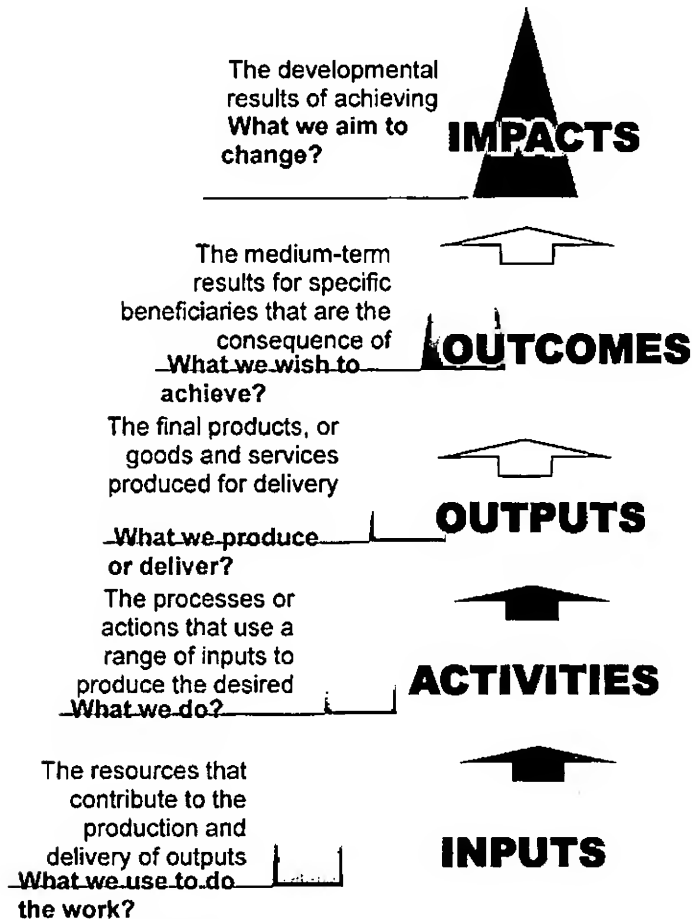 The developmental
results of achieving
What we aim to
change?
IMPACTS
The medium-term
results for specific
beneficiaries that are the
consequence of
What we wish to
achieve?
OUTCOMES
The final products, or
goods and services
produced for delivery
What we produce
or deliver?
OUTPUTS
The processes or
actions that use a
range of inputs to
produce the desired
What we do?
ACTIVITIES
The resources that
contribute to the
production and
delivery of outputs
What we use to do
the work?
INPUTS